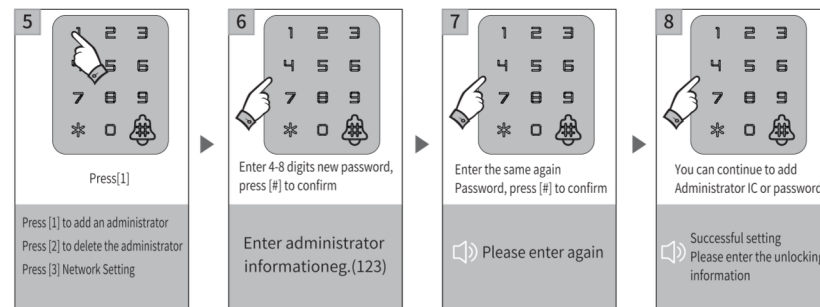 5
1 2 3
4 5 6
7 8 9
* 0 #
Press[1]
Press [1] to add an administrator
Press [2] to delete the administrator
Press [3] Network Setting
6
1 2 3
4 5 6
7 8 9
* 0 #
Enter 4-8 digits new password,
press [#] to confirm
Enter administrator
informationeg.(123)
7
1 2 3
4 5 6
7 8 9
* 0 #
Enter the same again
Password, press [#] to confirm
Please enter again
8
1 2 3
4 5 6
7 8 9
* 0 #
You can continue to add
Administrator IC or password
Successful setting
Please enter the unlocking
information